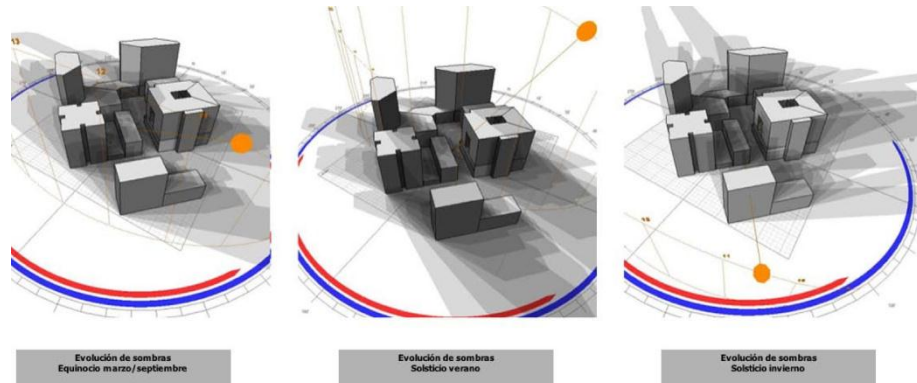 Evolución de sombras
Equinocio marzo/septiembre
Evolución de sombras
Solsticio verano
Evolución de sombras
Solsticio invierno